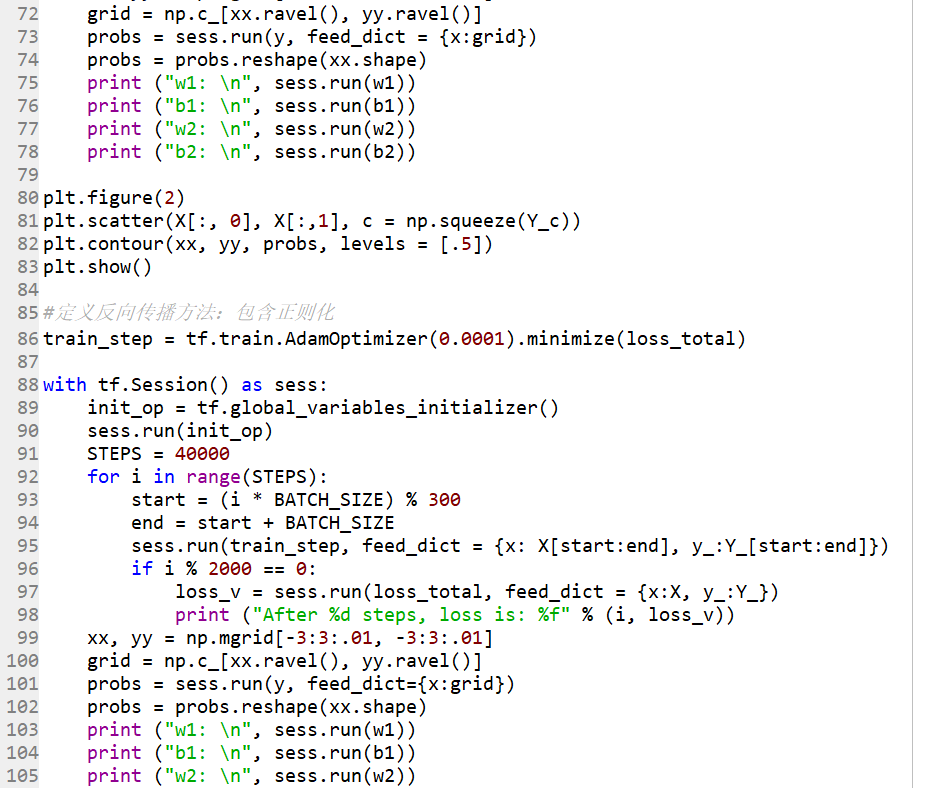 72 grid = np.c_[xx.ravel(), yy.ravel()]
73 probs = sess.run(y, feed_dict = {x:grid})
74 probs = probs.reshape(xx.shape)
75 print ("w1: \n", sess.run(w1))
76 print ("b1: \n", sess.run(b1))
77 print ("w2: \n", sess.run(w2))
78 print ("b2: \n", sess.run(b2))
79
80 plt.figure(2)
81 plt.scatter(X[:, 0], X[:,1], c = np.squeeze(Y_c))
82 plt.contour(xx, yy, probs, levels = [.5])
83 plt.show()
84
85 #定义反向传播方法：包含正则化
86 train_step = tf.train.AdamOptimizer(0.0001).minimize(loss_total)
87
88 with tf.Session() as sess:
89 init_op = tf.global_variables_initializer()
90 sess.run(init_op)
91 STEPS = 40000
92 for i in range(STEPS):
93 start = (i * BATCH_SIZE) % 300
94 end = start + BATCH_SIZE
95 sess.run(train_step, feed_dict = {x: X[start:end], y_:Y_[start:end]})
96 if i % 2000 == 0:
97 loss_v = sess.run(loss_total, feed_dict = {x:X, y_:Y_})
98 print ("After %d steps, loss is: %f" % (i, loss_v))
99 xx, yy = np.mgrid[-3:3:.01, -3:3:.01]
100 grid = np.c_[xx.ravel(), yy.ravel()]
101 probs = sess.run(y, feed_dict={x:grid})
102 probs = probs.reshape(xx.shape)
103 print ("w1: \n", sess.run(w1))
104 print ("b1: \n", sess.run(b1))
105 print ("w2: \n", sess.run(w2))